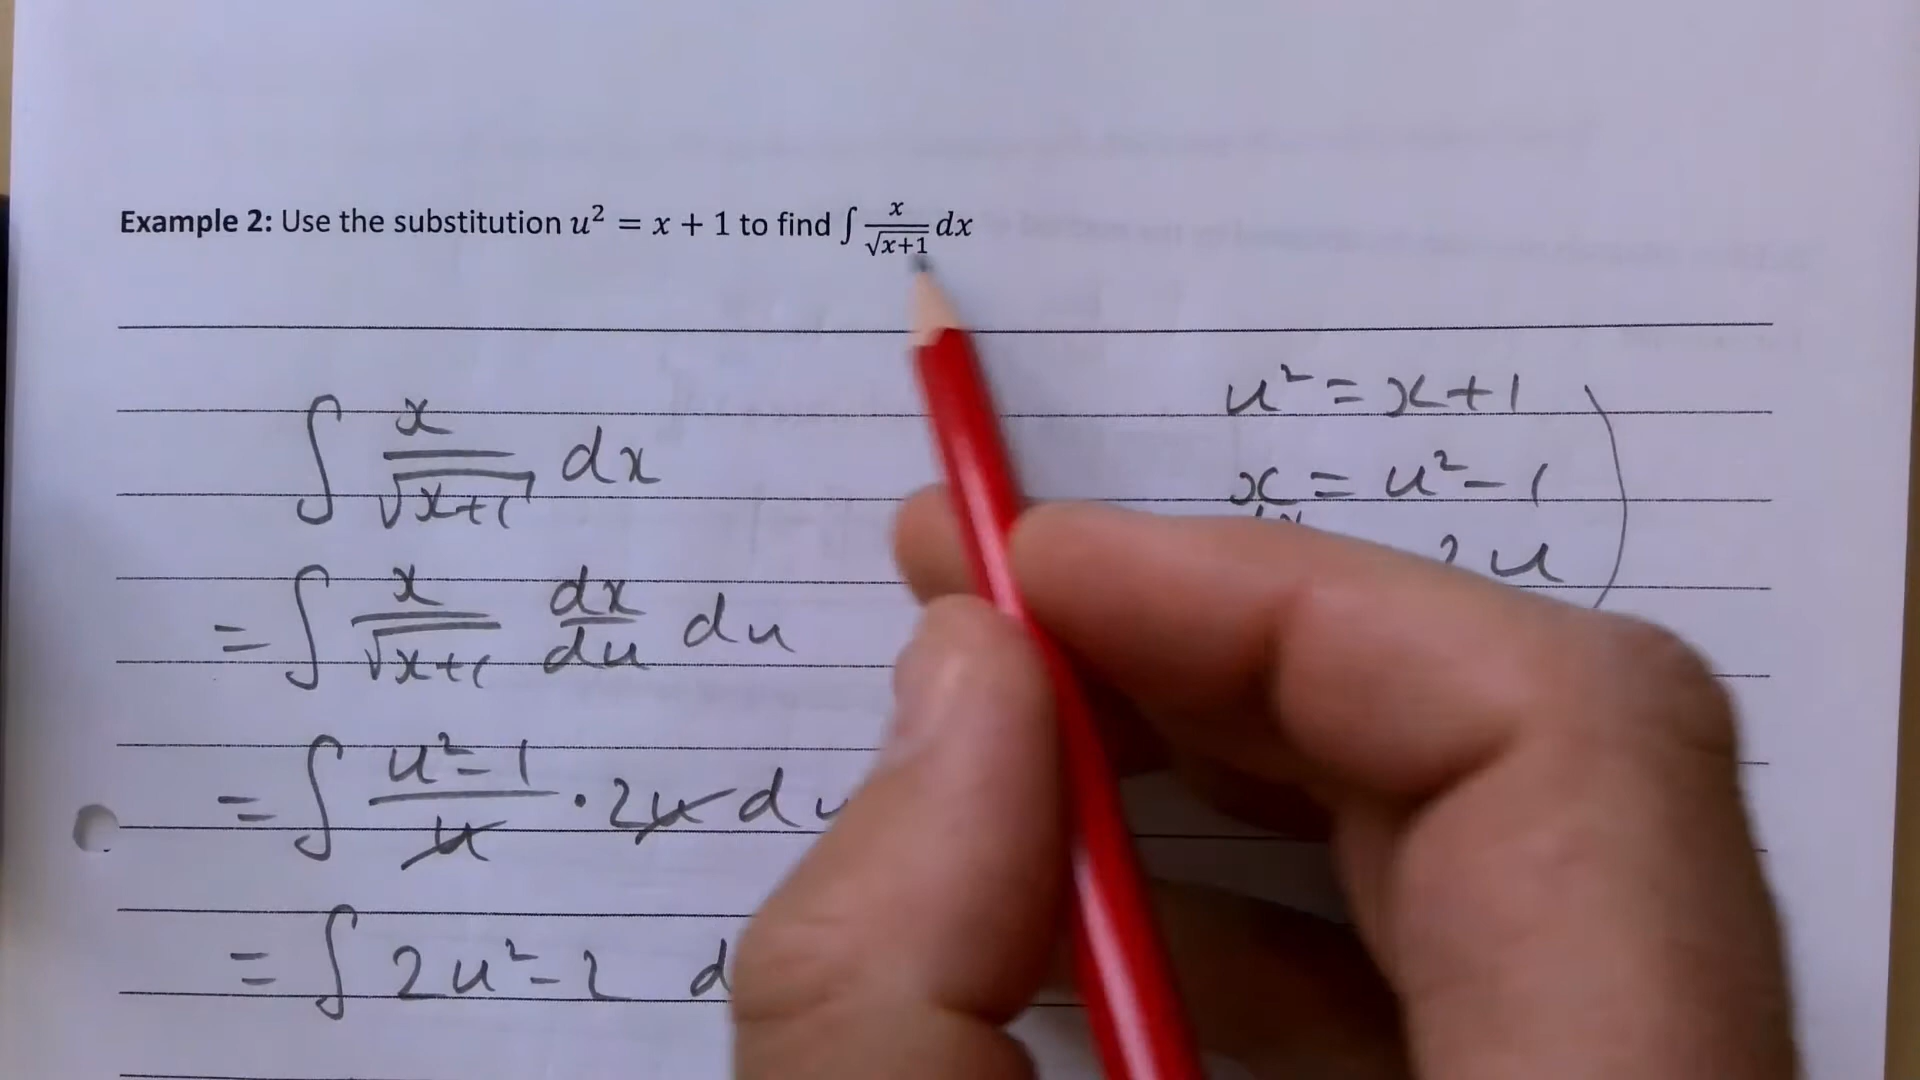 Example 2: Use the substitution u² = x + 1 to find ∫ x/√(x+1) dx
∫ x/√(x+1) dx
= ∫ x/√(x+1) dx/du du
= ∫ (u²-1)/u · 2u du
= ∫ 2u²-2 d
u² = x+1
x = u²-1
2u